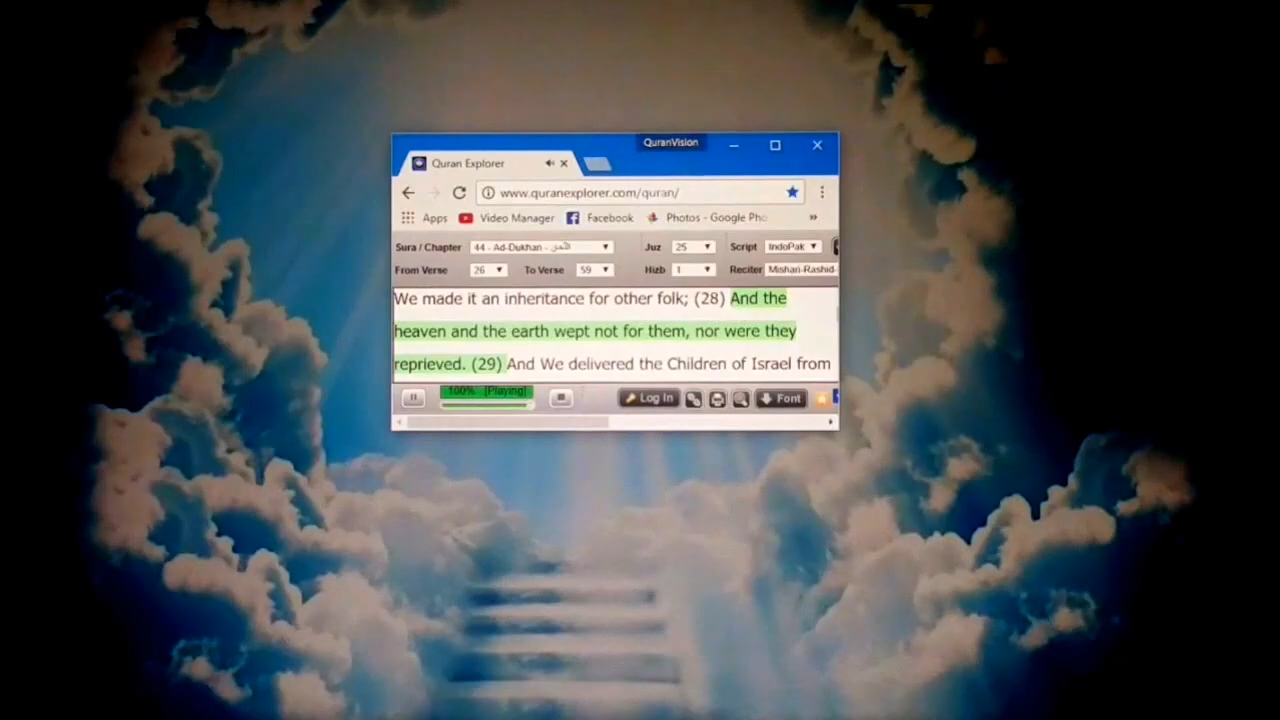 QuranVision
Quran Explorer
www.quranexplorer.com/quran/
Apps Video Manager Facebook Photos - Google Pho
Sura / Chapter 44 - Ad-Dukhan - Juz 25 Script IndoPak
From Verse 26 To Verse 59 Hizb 1 Reciter Mishari-Rashid-
We made it an inheritance for other folk; (28) And the
heaven and the earth wept not for them, nor were they
reprieved. (29) And We delivered the Children of Israel from
100% [Playing] Log In Font